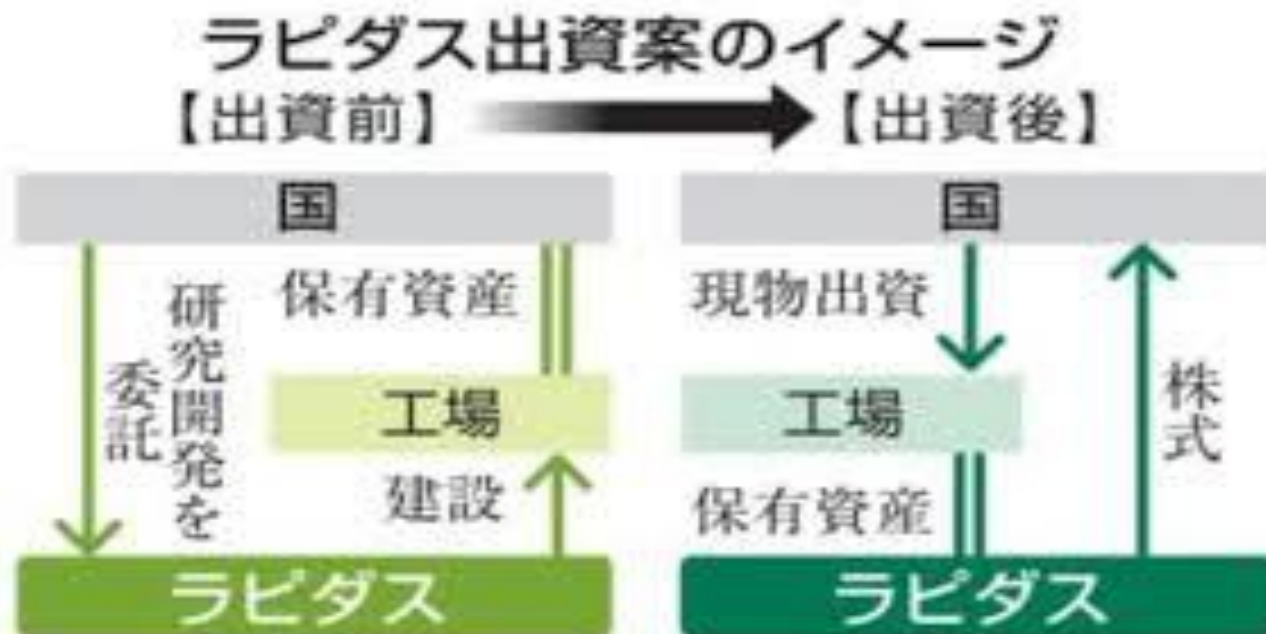 ラピダス出資案のイメージ
【出資前】
【出資後】
国
研究開発を
委託
保有資産
工場
建設
ラピダス
国
現物出資
株式
工場
保有資産
ラピダス